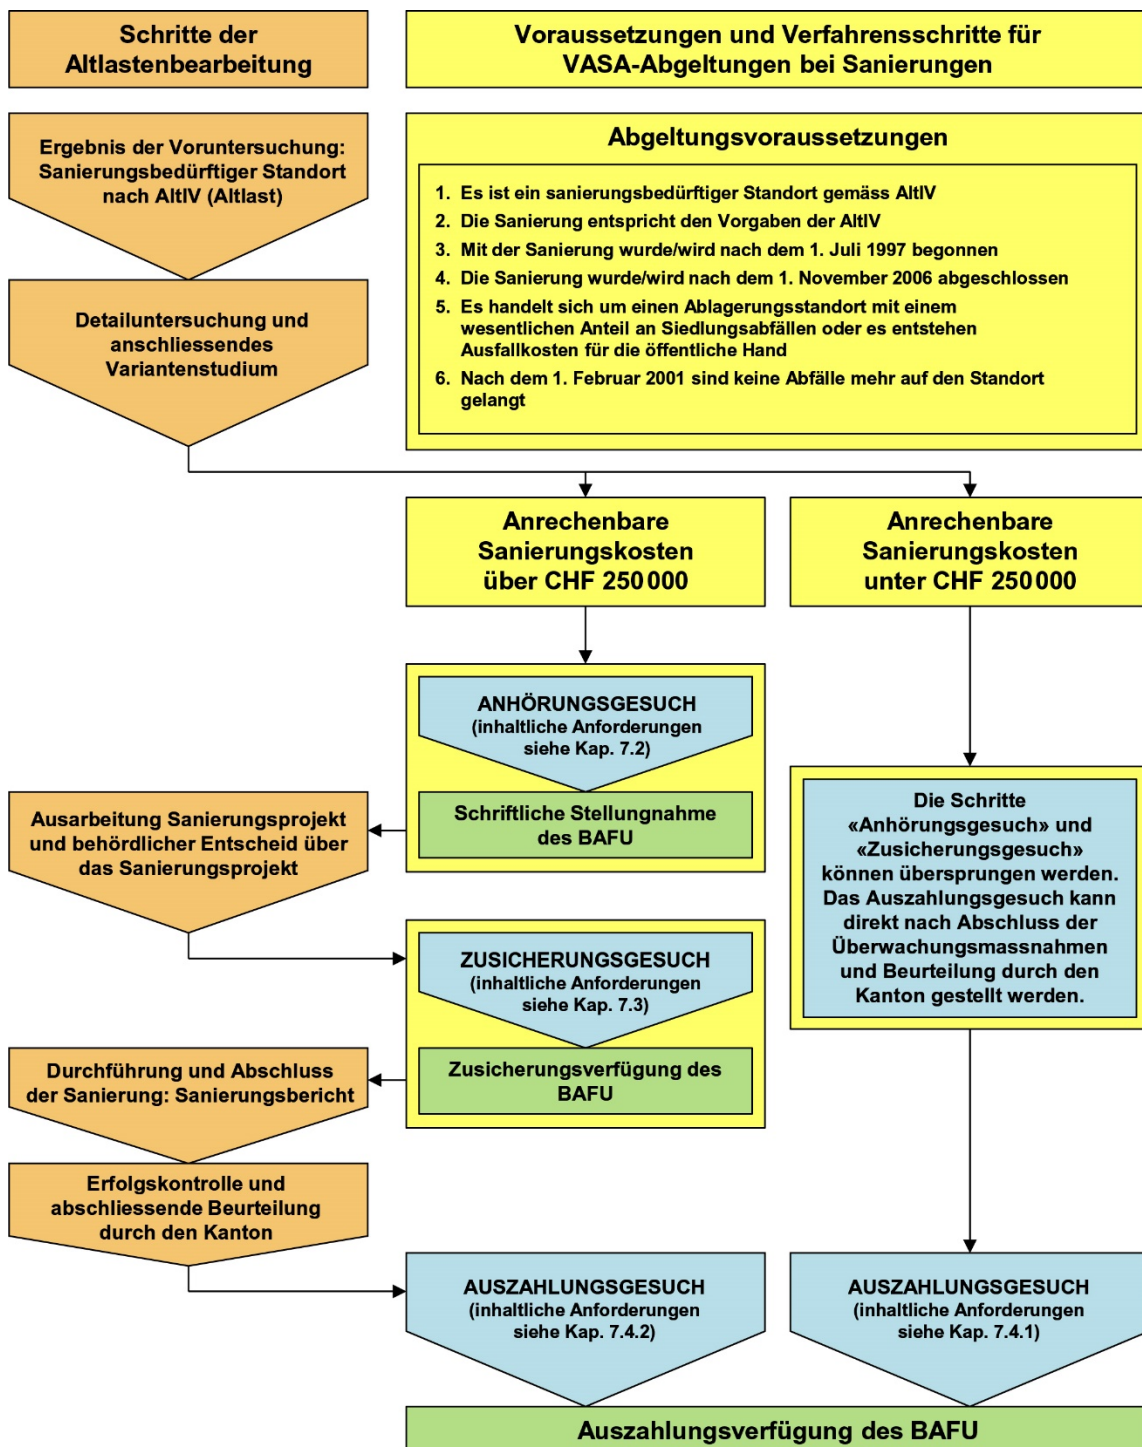 Schritte der
Altlastenbearbeitung
Voraussetzungen und Verfahrensschritte für
VASA-Abgeltungen bei Sanierungen
Ergebnis der Voruntersuchung:
Sanierungsbedürftiger Standort
nach AltlV (Altlast)
Abgeltungsvoraussetzungen
1. Es ist ein sanierungsbedürftiger Standort gemäss AltlV
2. Die Sanierung entspricht den Vorgaben der AltlV
3. Mit der Sanierung wurde/wird nach dem 1. Juli 1997 begonnen
4. Die Sanierung wurde/wird nach dem 1. November 2006 abgeschlossen
5. Es handelt sich um einen Ablagerungsstandort mit einem
wesentlichen Anteil an Siedlungsabfällen oder es entstehen
Ausfallkosten für die öffentliche Hand
6. Nach dem 1. Februar 2001 sind keine Abfälle mehr auf den Standort
gelangt
Detailuntersuchung und
anschliessendes
Variantenstudium
Anrechenbare
Sanierungskosten
über CHF 250 000
Anrechenbare
Sanierungskosten
unter CHF 250 000
ANHÖRUNGSGESUCH
(inhaltliche Anforderungen
siehe Kap. 7.2)
Schriftliche Stellungnahme
des BAFU
Ausarbeitung Sanierungsprojekt
und behördlicher Entscheid über
das Sanierungsprojekt
Die Schritte
«Anhörungsgesuch» und
«Zusicherungsgesuch»
können übersprungen werden.
Das Auszahlungsgesuch kann
direkt nach Abschluss der
Überwachungsmassnahmen
und Beurteilung durch den
Kanton gestellt werden.
ZUSICHERUNGSGESUCH
(inhaltliche Anforderungen
siehe Kap. 7.3)
Zusicherungsverfügung des
BAFU
Durchführung und Abschluss
der Sanierung: Sanierungsbericht
Erfolgskontrolle und
abschliessende Beurteilung
durch den Kanton
AUSZAHLUNGSGESUCH
(inhaltliche Anforderungen
siehe Kap. 7.4.2)
AUSZAHLUNGSGESUCH
(inhaltliche Anforderungen
siehe Kap. 7.4.1)
Auszahlungsverfügung des BAFU